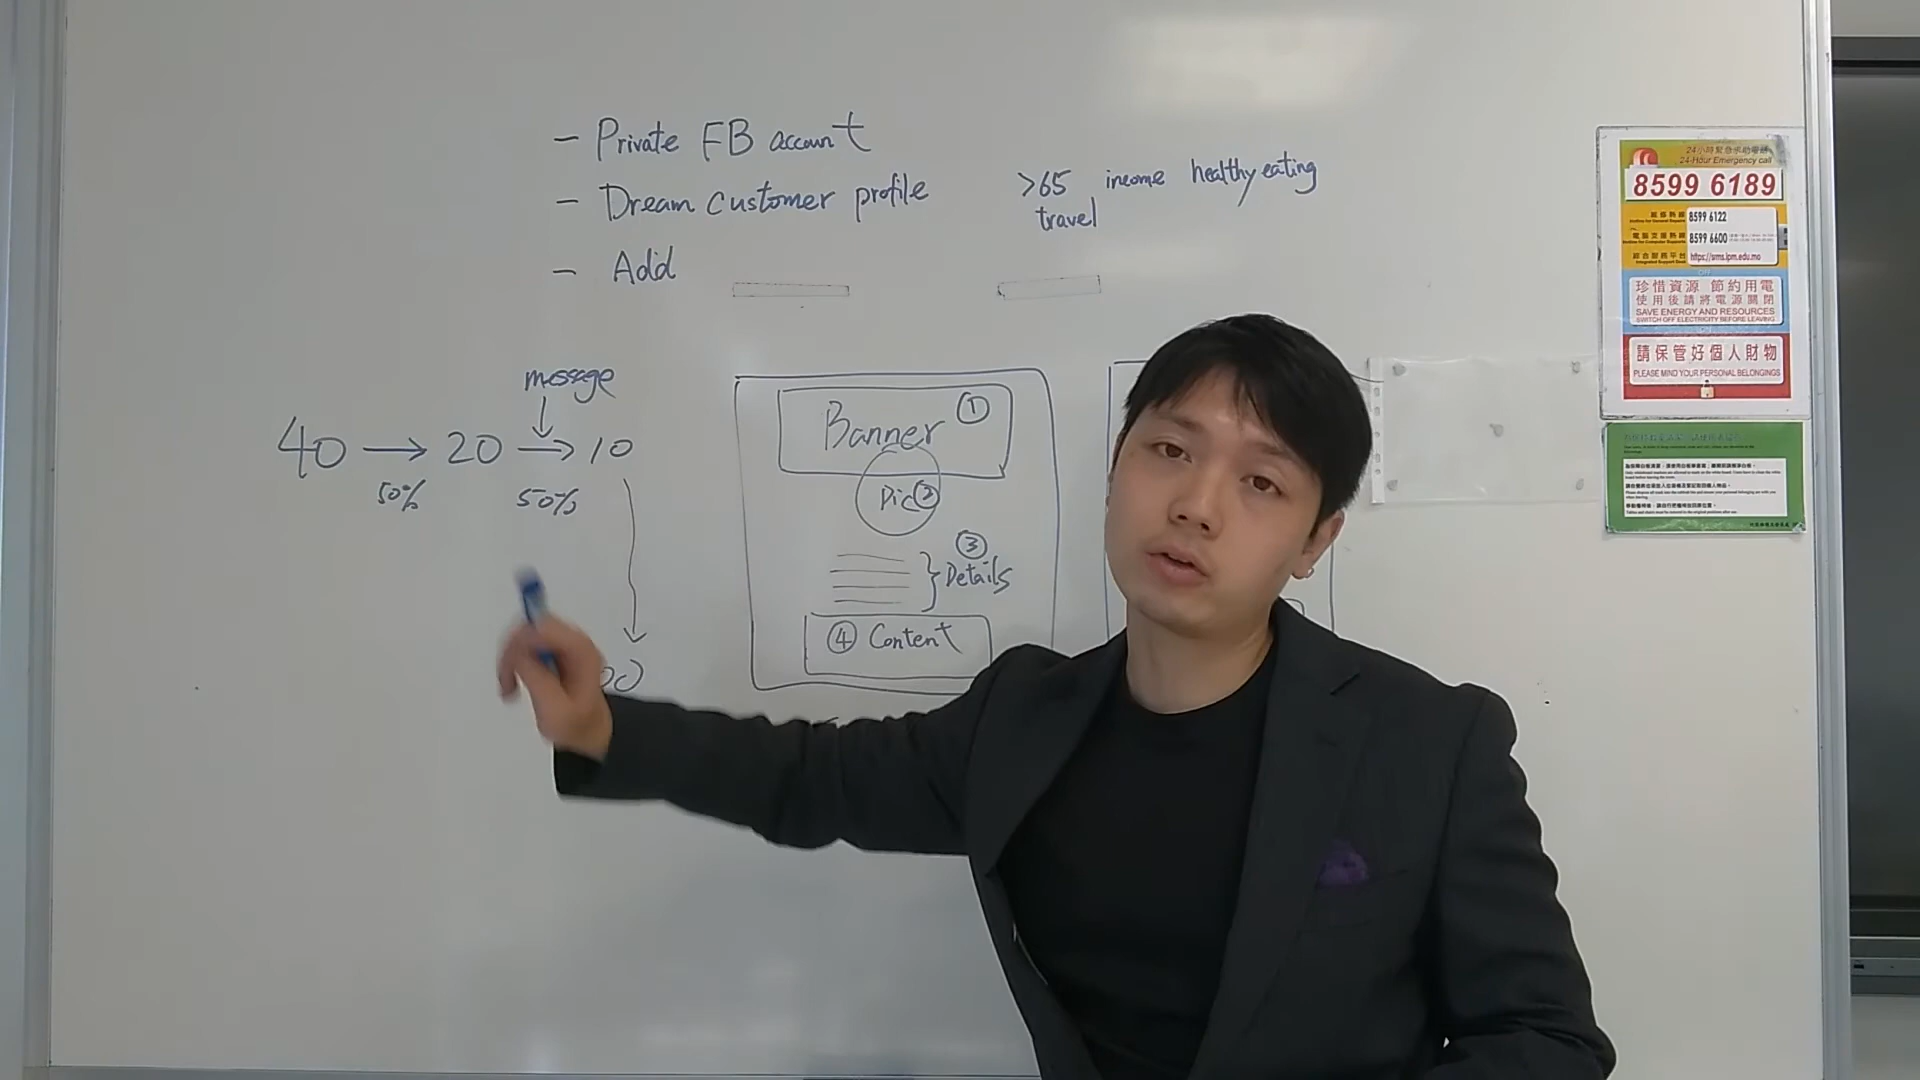 - Private FB account
- Dream customer profile
>65 income healthy eating
travel
- Add
message
40 → 20 → 10
50%
50%
00
Banner ①
Pic ②
③
Details
④ Content
24小時緊急求助電話
24-Hour Emergency call
8599 6189
8599 6122
8599 6600
https://srms.ipm.edu.mo
珍惜資源 節約用電
使用後請將電源關閉
SAVE ENERGY AND RESOURCES
SWITCH OFF ELECTRICITY BEFORE LEAVING
請保管好個人財物
PLEASE MIND YOUR PERSONAL BELONGINGS